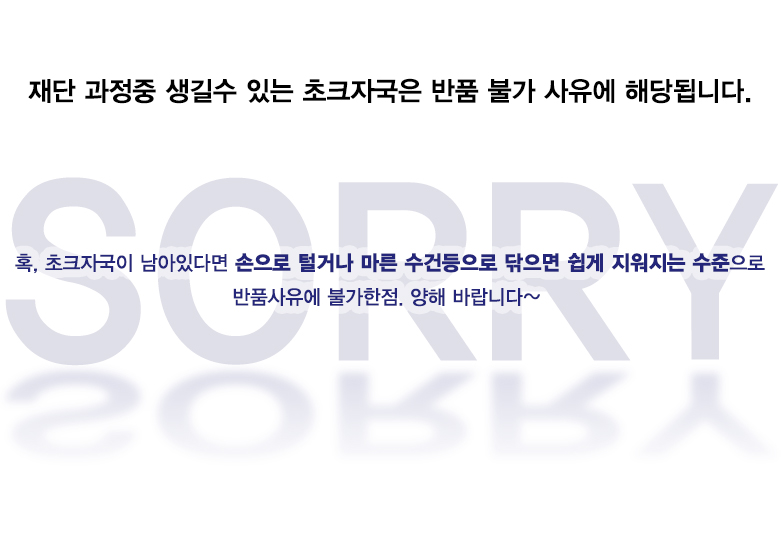 재단 과정중 생길수 있는 초크자국은 반품 불가 사유에 해당됩니다.
SORRY
혹, 초크자국이 남아있다면 손으로 털거나 마른 수건등으로 닦으면 쉽게 지워지는 수준으로
반품사유에 불가한점. 양해 바랍니다~